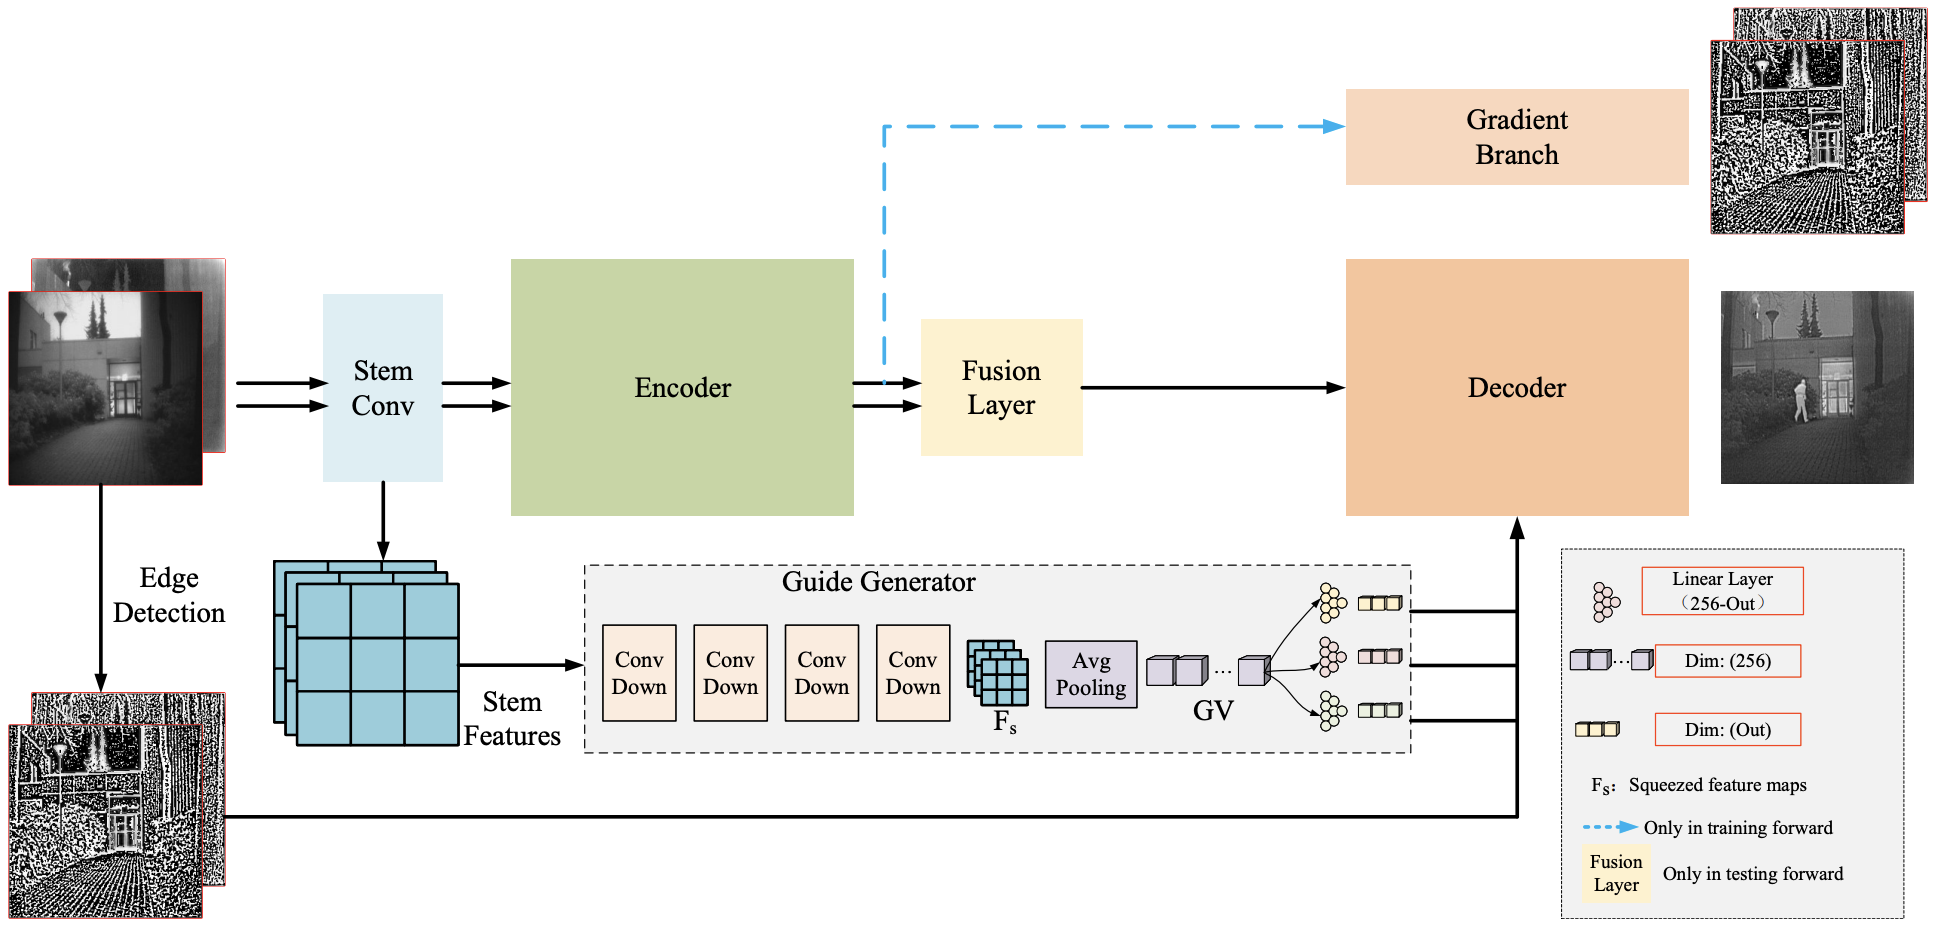 Gradient
Branch
Stem
Conv
Encoder
Fusion
Layer
Decoder
Edge
Detection
Stem
Features
Guide Generator
Conv
Down
Conv
Down
Conv
Down
Conv
Down
Fs
Avg
Pooling
...
GV
Linear Layer
（256-Out）
...
Dim: (256)
Dim: (Out)
Fs： Squeezed feature maps
Only in training forward
Fusion
Layer
Only in testing forward